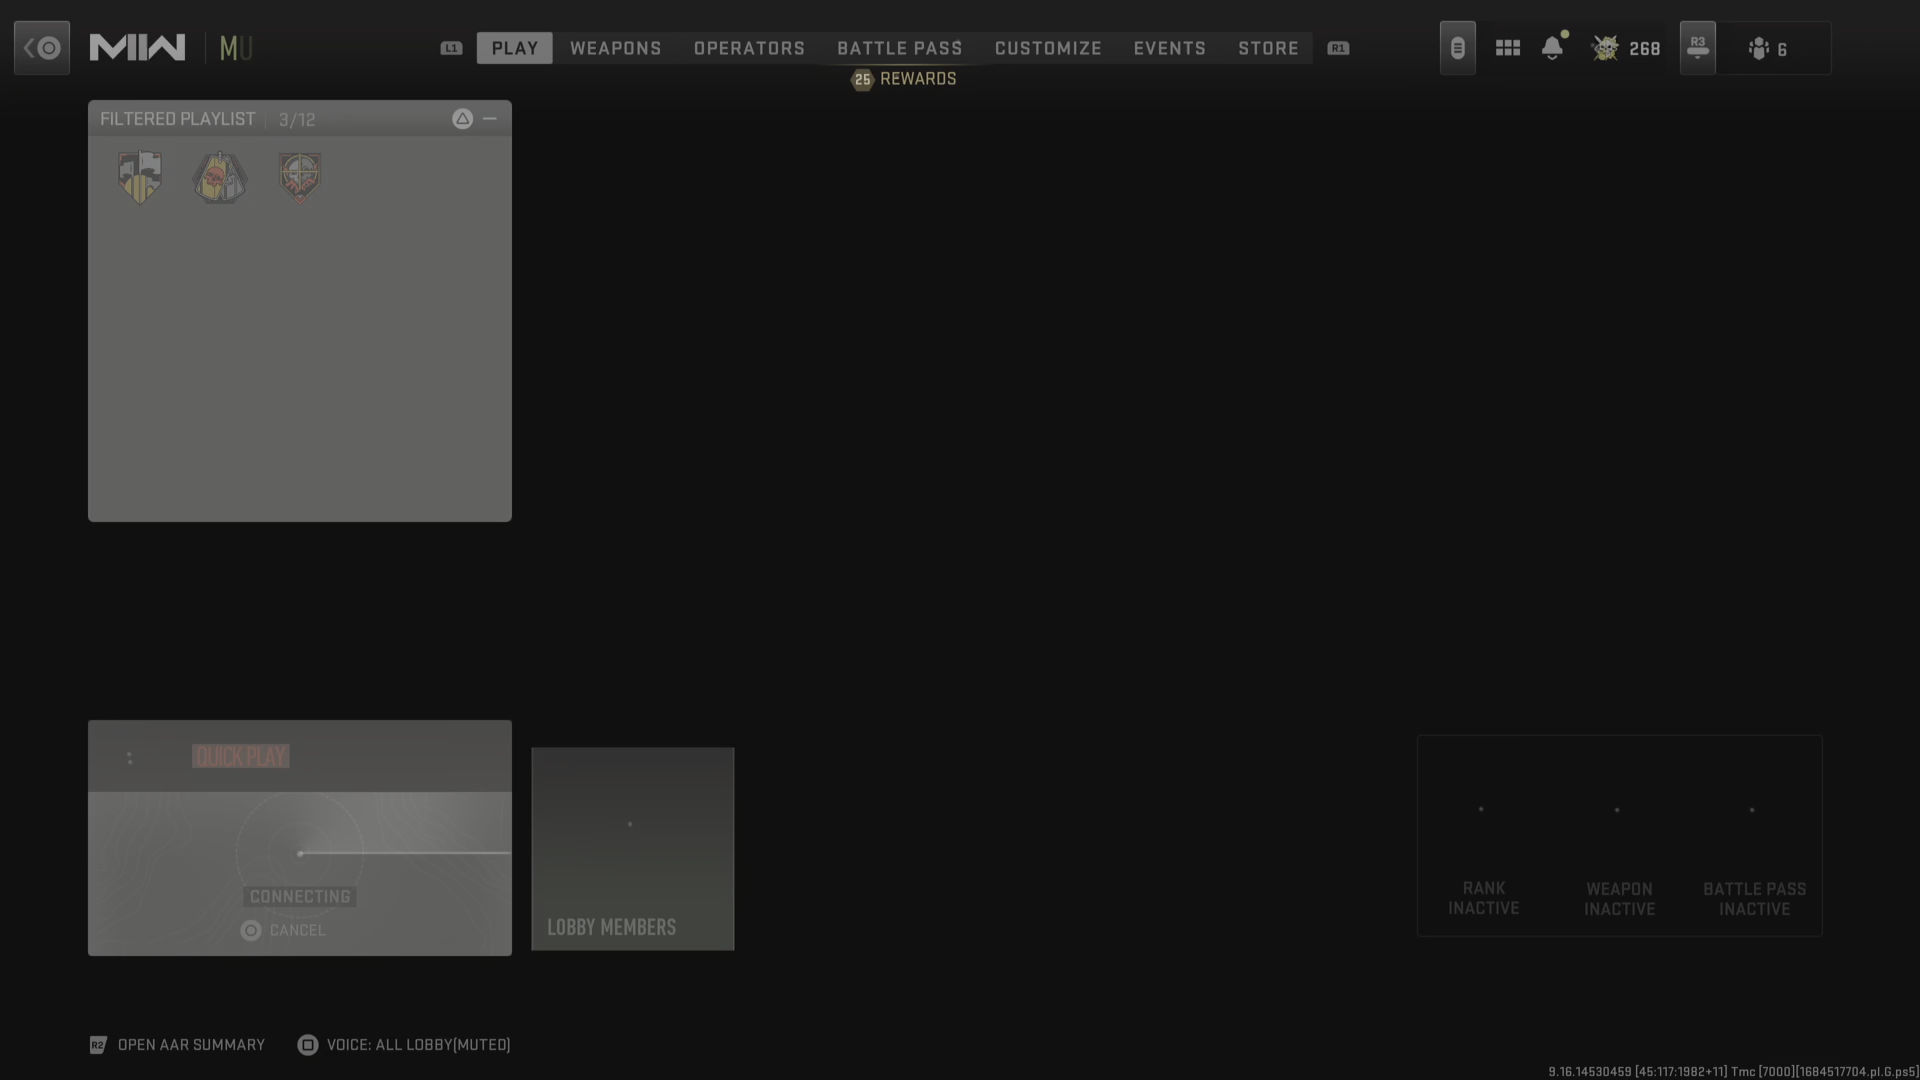 MW MU
L1 PLAY WEAPONS OPERATORS BATTLE PASS CUSTOMIZE EVENTS STORE R1
268 R3 6
25 REWARDS
FILTERED PLAYLIST 3/12
QUICK PLAY
CONNECTING
CANCEL
LOBBY MEMBERS
RANK INACTIVE
WEAPON INACTIVE
BATTLE PASS INACTIVE
R2 OPEN AAR SUMMARY VOICE: ALL LOBBY(MUTED)
9.16.14530459 [45:117:1982+11] Tmc [7000][1684517704.pl.G.ps5]